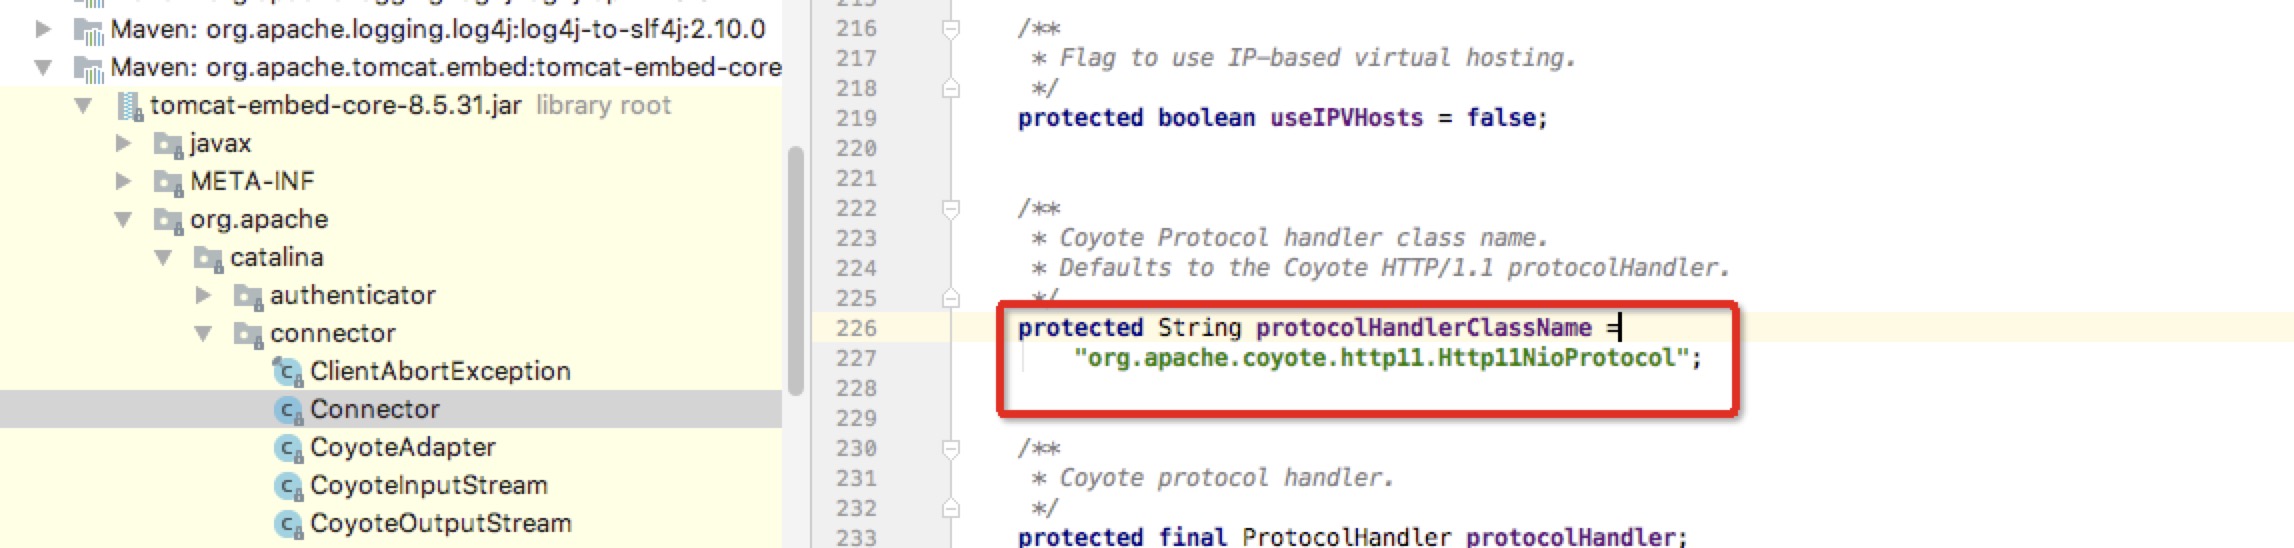 Maven: org.apache.logging.log4j:log4j-to-slf4j:2.10.0
Maven: org.apache.tomcat.embed:tomcat-embed-core
tomcat-embed-core-8.5.31.jar library root
javax
META-INF
org.apache
catalina
authenticator
connector
ClientAbortException
Connector
CoyoteAdapter
CoyoteInputStream
CoyoteOutputStream
215
216 /**
217 * Flag to use IP-based virtual hosting.
218 */
219 protected boolean useIPVHosts = false;
220
221
222 /**
223 * Coyote Protocol handler class name.
224 * Defaults to the Coyote HTTP/1.1 protocolHandler.
225 */
226 protected String protocolHandlerClassName =
227 "org.apache.coyote.http11.Http11NioProtocol";
228
229
230 /**
231 * Coyote protocol handler.
232 */
233 protected final ProtocolHandler protocolHandler;